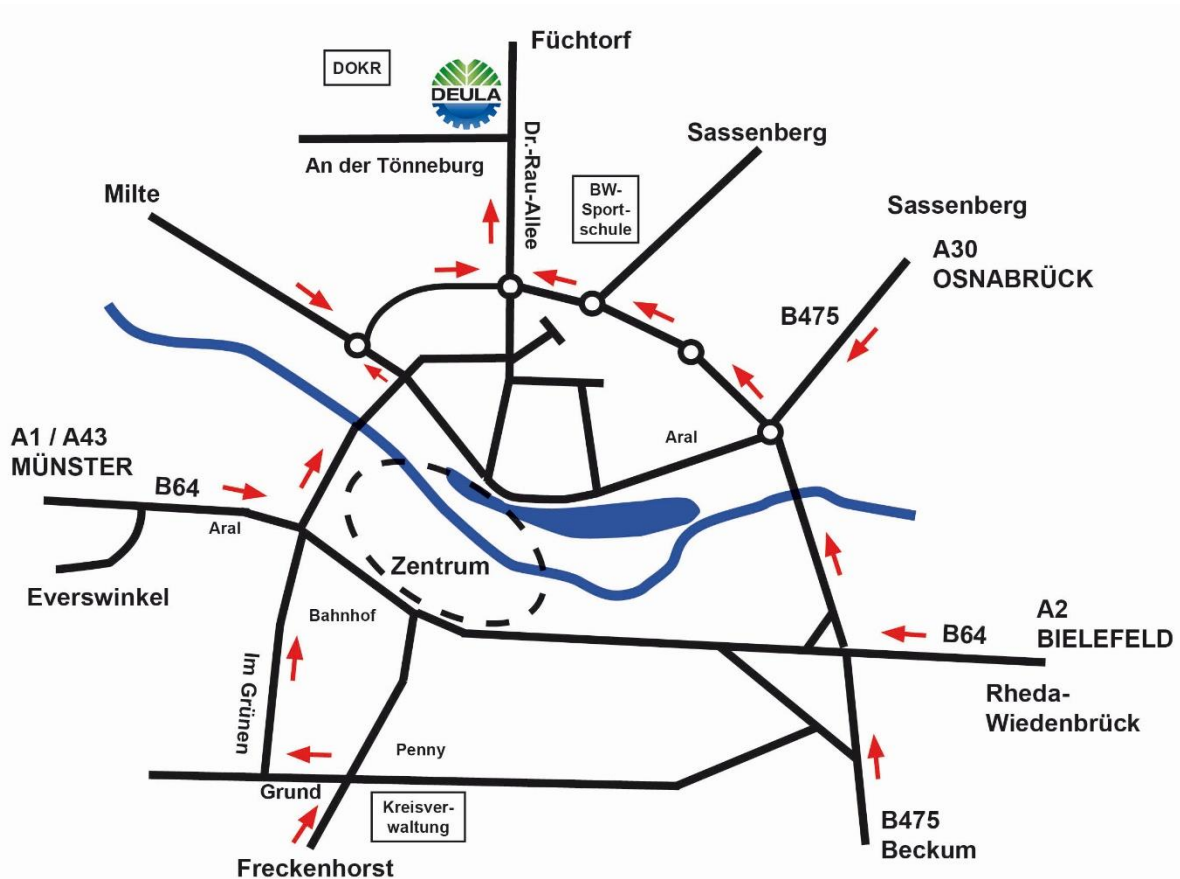 Füchtorf
DOKR
DEULA
Dr.-Rau-Allee
An der Tönneburg
Sassenberg
BW-
Sport-
schule
Milte
Sassenberg
A30
OSNABRÜCK
B475
A1 / A43
MÜNSTER
B64
Aral
Aral
Everswinkel
Zentrum
Bahnhof
Im Grünen
A2
BIELEFELD
B64
Rheda-
Wiedenbrück
Penny
Grund
Kreisver-
waltung
B475
Beckum
Freckenhorst